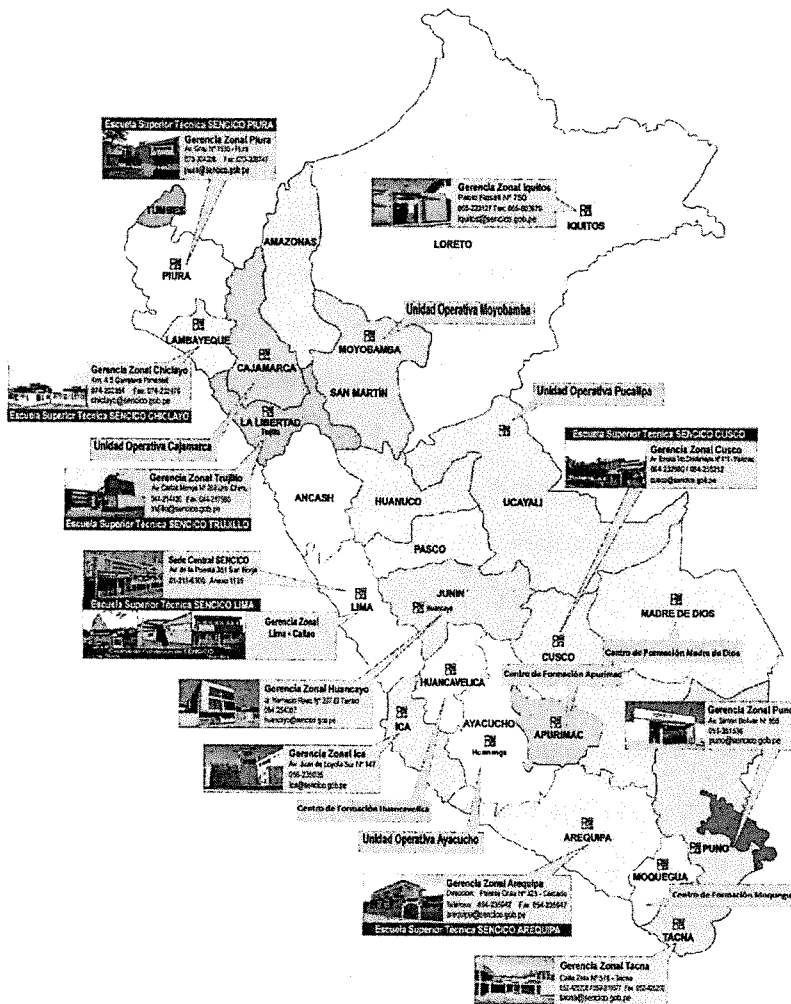 Escuela Superior Técnica SENCICO PIURA
Gerencia Zonal Piura
piura@sencico.gob.pe
TUMBES
PIURA
AMAZONAS
Gerencia Zonal Iquitos
iquitos@sencico.gob.pe
IQUITOS
LORETO
LAMBAYEQUE
CAJAMARCA
Unidad Operativa Moyobamba
MOYOBAMBA
SAN MARTÍN
Gerencia Zonal Chiclayo
chiclayo@sencico.gob.pe
Escuela Superior Técnica SENCICO CHICLAYO
LA LIBERTAD
Unidad Operativa Cajamarca
Unidad Operativa Pucallpa
Escuela Superior Técnica SENCICO CUSCO
Gerencia Zonal Cusco
cusco@sencico.gob.pe
Gerencia Zonal Trujillo
trujillo@sencico.gob.pe
Escuela Superior Técnica SENCICO TRUJILLO
ANCASH
HUANUCO
UCAYALI
PASCO
Sede Central SENCICO
Av. de la Poesía 351 San Borja
Escuela Superior Técnica SENCICO LIMA
Gerencia Zonal
Lima - Callao
LIMA
JUNIN
Huancayo
MADRE DE DIOS
Centro de Formación Madre de Dios
CUSCO
Centro de Formación Apurimac
HUANCAVELICA
Gerencia Zonal Huancayo
huancayo@sencico.gob.pe
ICA
AYACUCHO
Huamanga
APURIMAC
Gerencia Zonal Puno
puno@sencico.gob.pe
Gerencia Zonal Ica
ica@sencico.gob.pe
Centro de Formación Huancavelica
Unidad Operativa Ayacucho
AREQUIPA
PUNO
MOQUEGUA
Gerencia Zonal Arequipa
arequipa@sencico.gob.pe
Escuela Superior Técnica SENCICO AREQUIPA
Centro de Formación Moquegua
TACNA
Gerencia Zonal Tacna
tacna@sencico.gob.pe